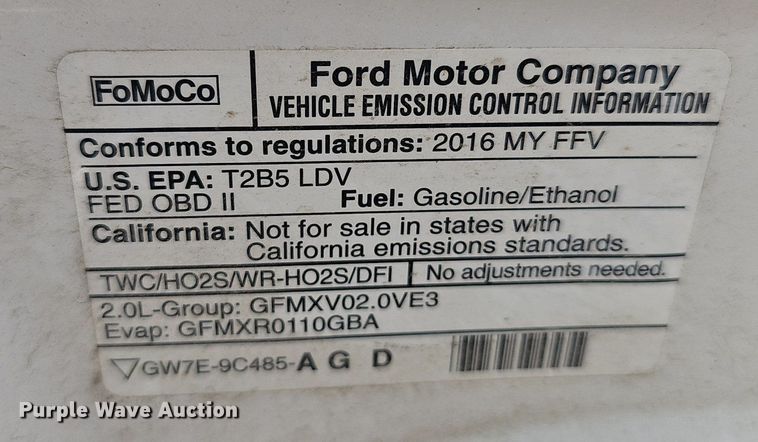 FoMoCo
Ford Motor Company
VEHICLE EMISSION CONTROL INFORMATION
Conforms to regulations: 2016 MY FFV
U.S. EPA: T2B5 LDV
FED OBD II Fuel: Gasoline/Ethanol
California: Not for sale in states with
California emissions standards.
TWC/HO2S/WR-HO2S/DFI No adjustments needed.
2.0L-Group: GFMXV02.0VE3
Evap: GFMXR0110GBA
GW7E-9C485-A G D
Purple Wave Auction